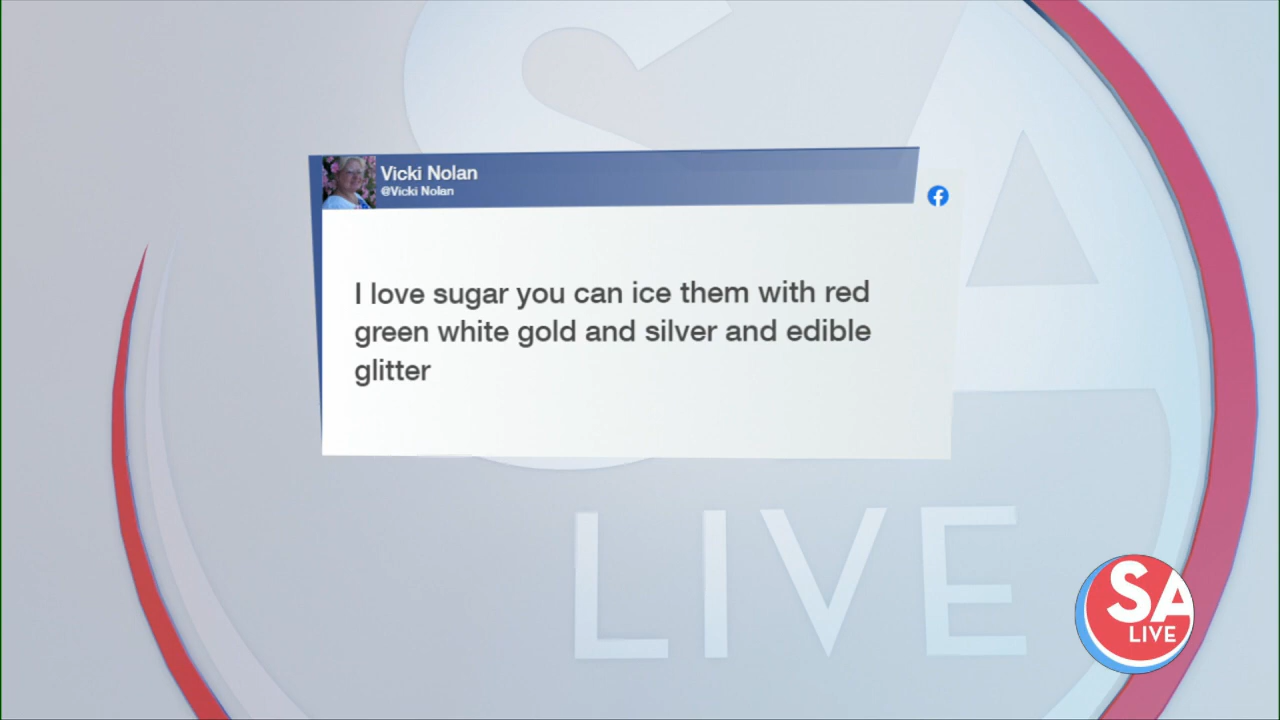 Vicki Nolan
@Vicki Nolan
I love sugar you can ice them with red
green white gold and silver and edible
glitter
SA
LIVE
SA
LIVE